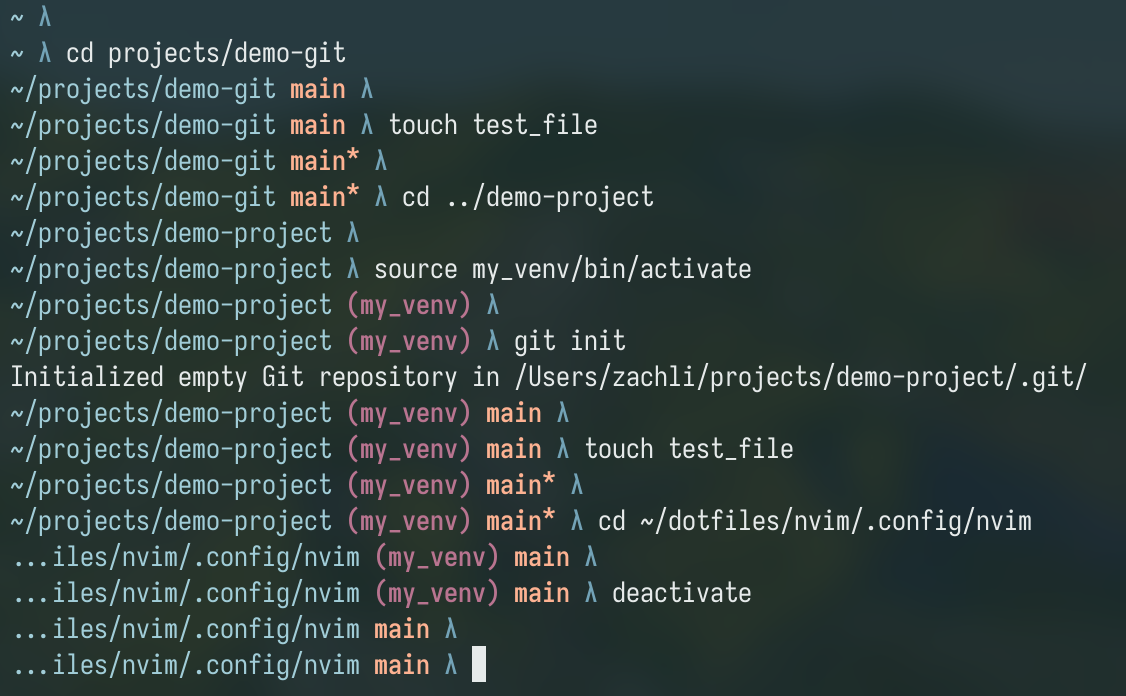 ~ λ
~ λ cd projects/demo-git
~/projects/demo-git main λ
~/projects/demo-git main λ touch test_file
~/projects/demo-git main* λ
~/projects/demo-git main* λ cd ../demo-project
~/projects/demo-project λ
~/projects/demo-project λ source my_venv/bin/activate
~/projects/demo-project (my_venv) λ
~/projects/demo-project (my_venv) λ git init
Initialized empty Git repository in /Users/zachli/projects/demo-project/.git/
~/projects/demo-project (my_venv) main λ
~/projects/demo-project (my_venv) main λ touch test_file
~/projects/demo-project (my_venv) main* λ
~/projects/demo-project (my_venv) main* λ cd ~/dotfiles/nvim/.config/nvim
...iles/nvim/.config/nvim (my_venv) main λ
...iles/nvim/.config/nvim (my_venv) main λ deactivate
...iles/nvim/.config/nvim main λ
...iles/nvim/.config/nvim main λ